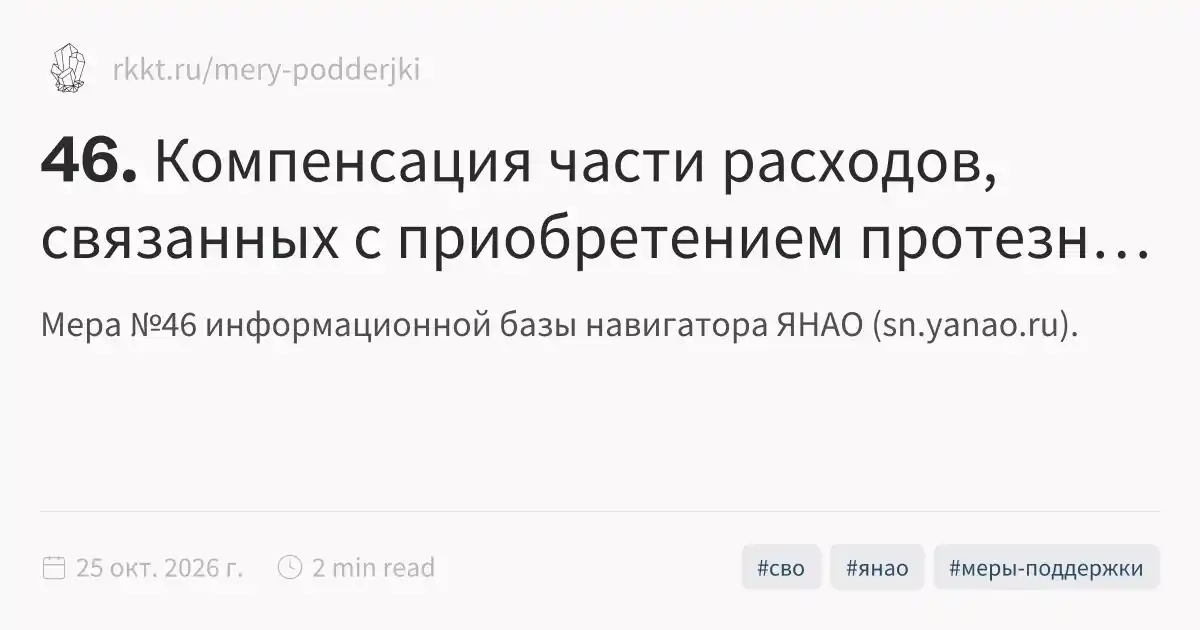 rkkt.ru/mery-podderjki
46. Компенсация части расходов,
связанных с приобретением протезн...
Мера №46 информационной базы навигатора ЯНАО (sn.yanao.ru).
25 окт. 2026 г.
2 min read
#сво
#янао
#меры-поддержки